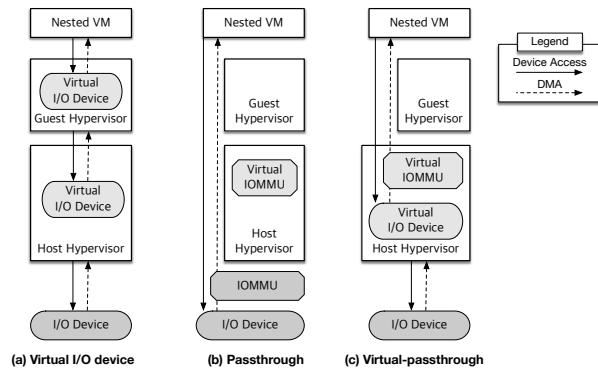 Nested VM
Virtual
I/O Device
Guest Hypervisor
Virtual
I/O Device
Host Hypervisor
I/O Device
(a) Virtual I/O device
Nested VM
Guest
Hypervisor
Virtual
IOMMU
Host
Hypervisor
IOMMU
I/O Device
(b) Passthrough
Nested VM
Guest
Hypervisor
Virtual
IOMMU
Virtual
I/O Device
Host Hypervisor
I/O Device
(c) Virtual-passthrough
Legend
Device Access
DMA